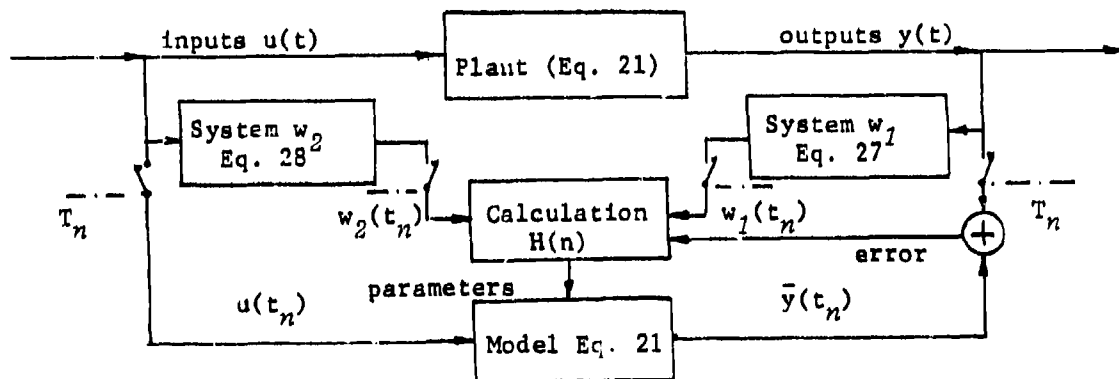 inputs u(t)
outputs y(t)
Plaut (Eq. 21)
System w2
Eq. 28
System w1
Eq. 27
Tn
w2(tn)
Calculation
H(n)
w1(tn)
Tn
error
parameters
u(tn)
ȳ(tn)
Model Eq. 21